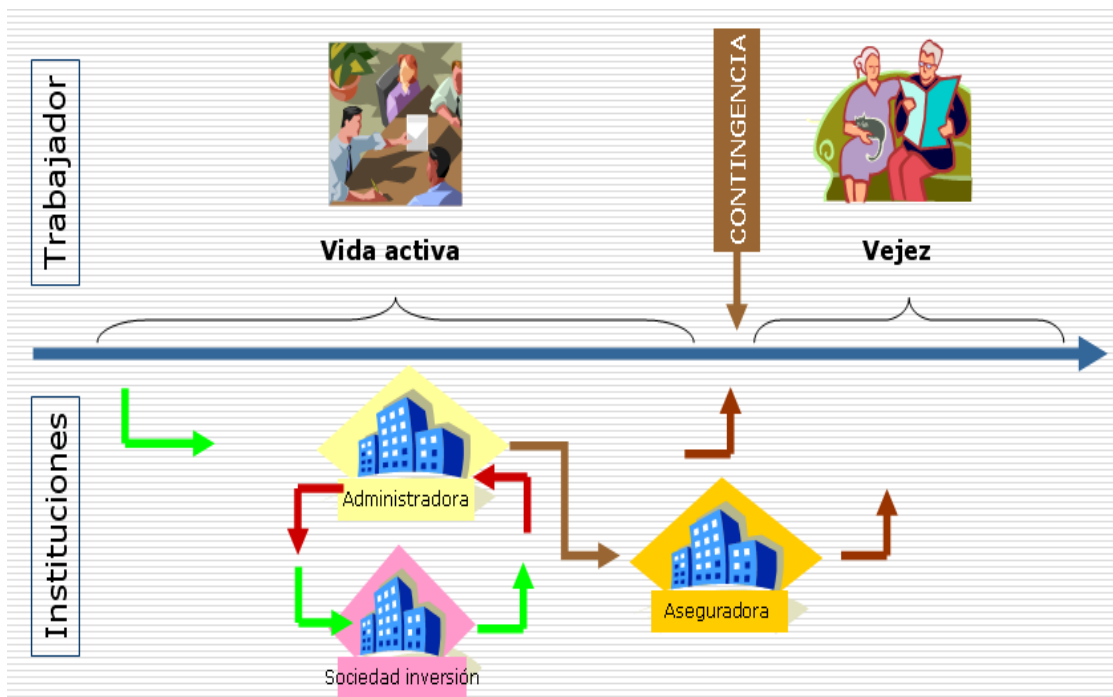 Trabajador
CONTINGENCIA
Vida activa
Vejez
Instituciones
Administradora
Aseguradora
Sociedad inversión